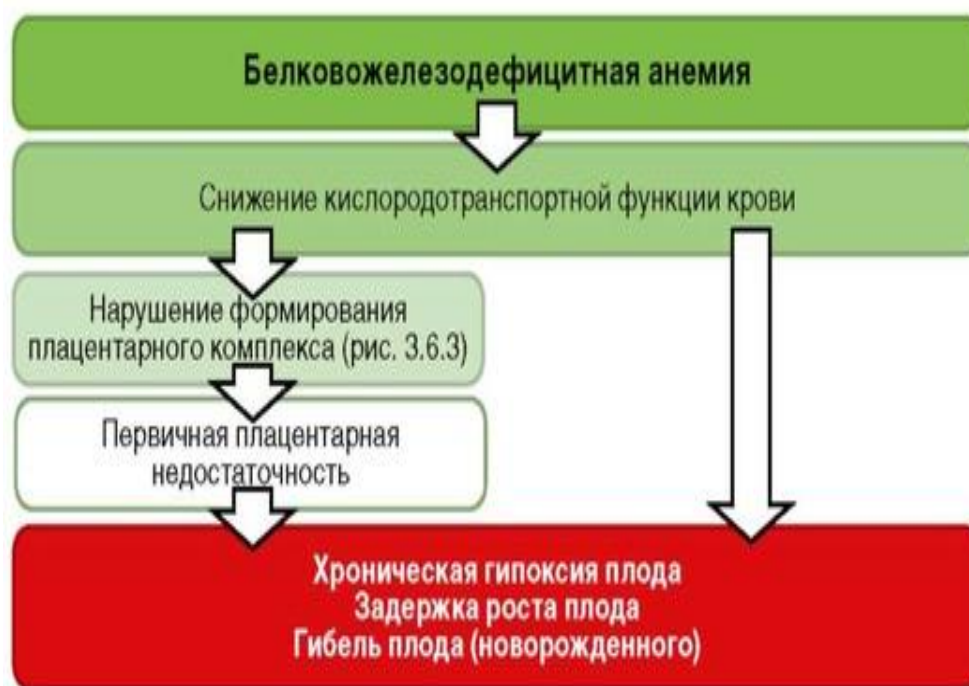 Белковожелезодефицитная анемия
Снижение кислородотранспортной функции крови
Нарушение формирования
плацентарного комплекса (рис. 3.6.3)
Первичная плацентарная
недостаточность
Хроническая гипоксия плода
Задержка роста плода
Гибель плода (новорожденного)